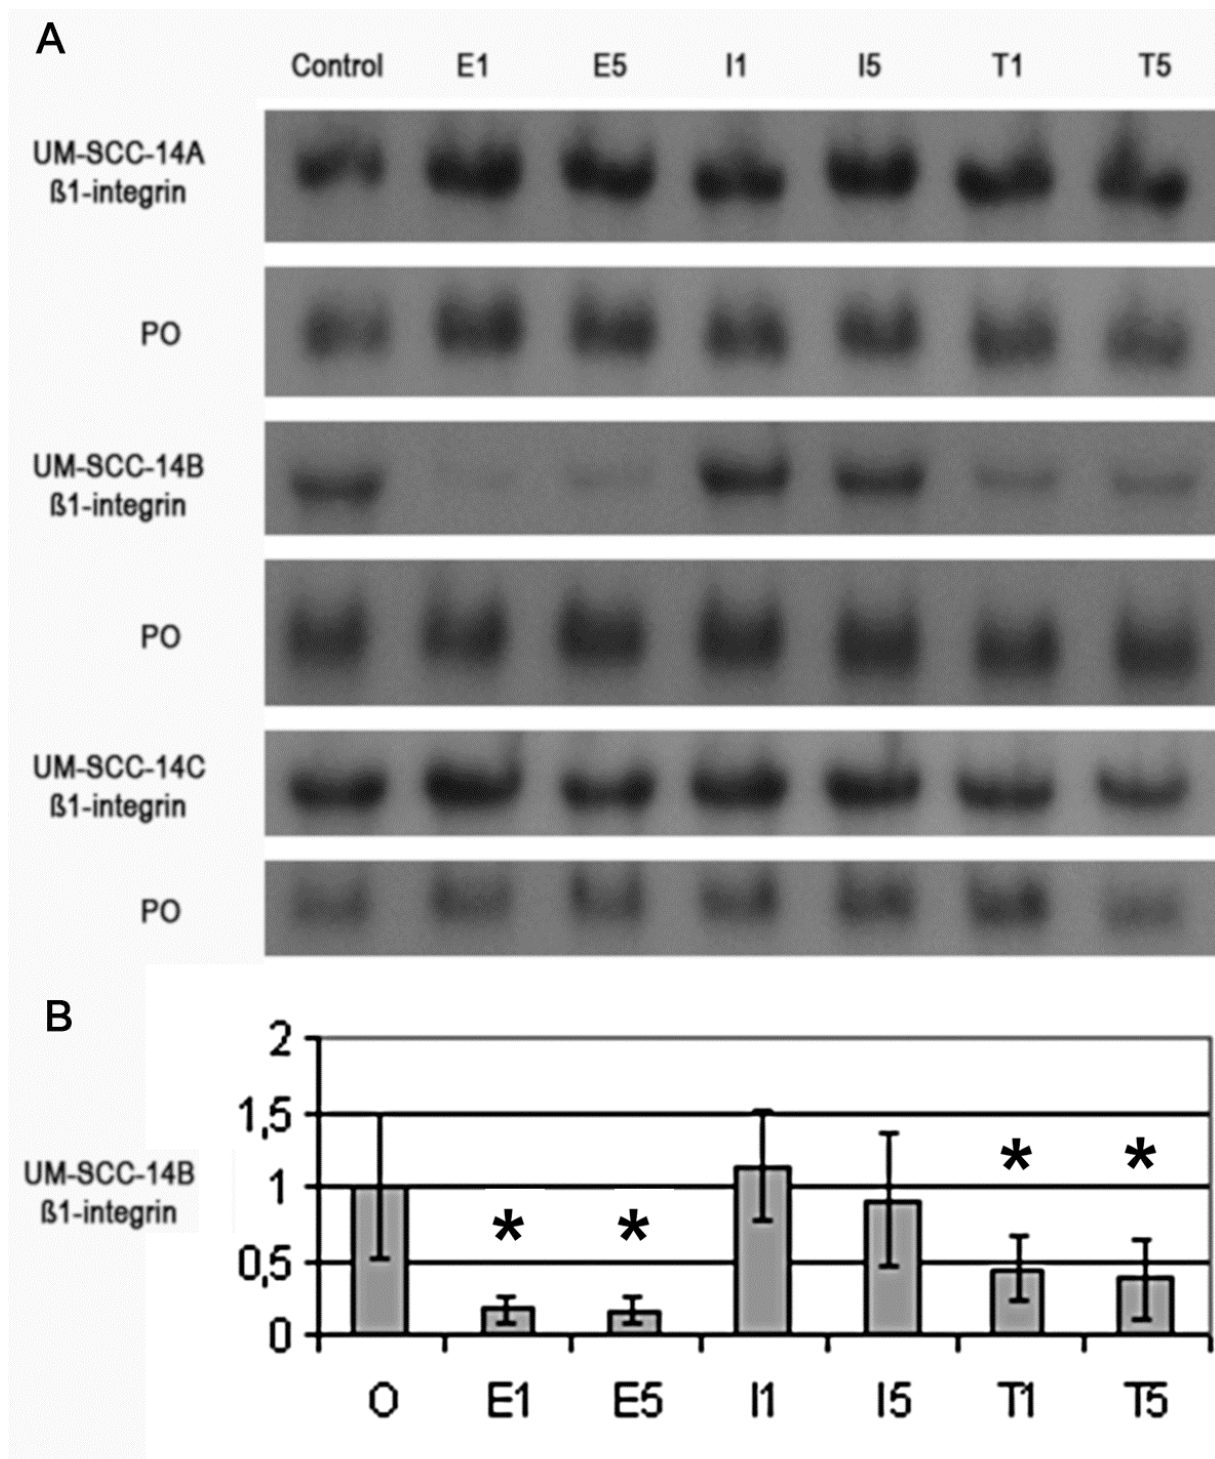 A
Control E1 E5 I1 I5 T1 T5
UM-SCC-14A
ß1-integrin
PO
UM-SCC-14B
ß1-integrin
PO
UM-SCC-14C
ß1-integrin
PO
B
2
1,5
1
0,5
0
UM-SCC-14B
ß1-integrin
* * * *
O E1 E5 I1 I5 T1 T5